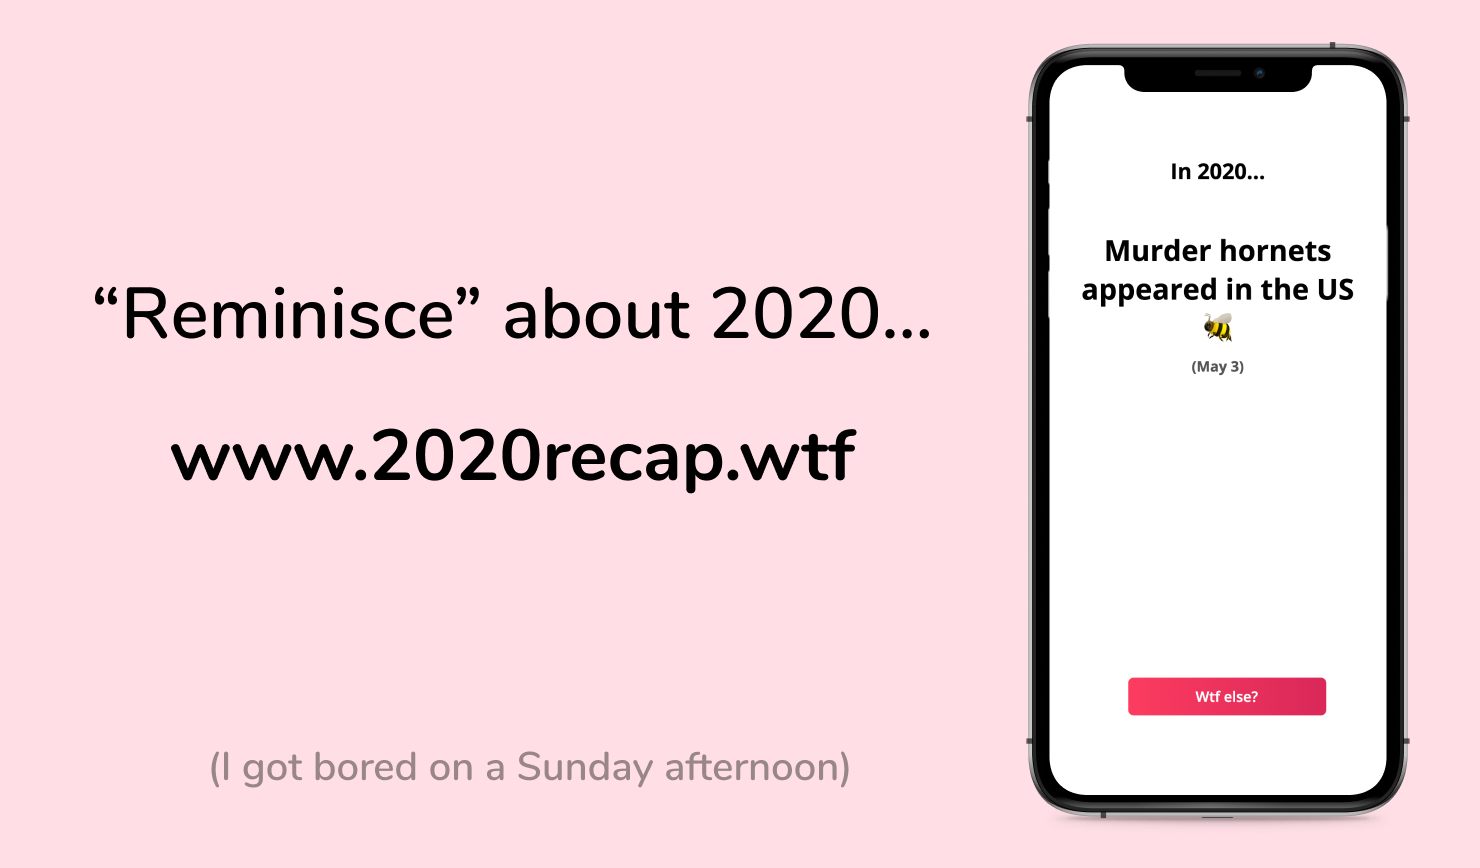 “Reminisce” about 2020...
www.2020recap.wtf
(I got bored on a Sunday afternoon)
In 2020...
Murder hornets
appeared in the US
🐝
(May 3)
Wtf else?